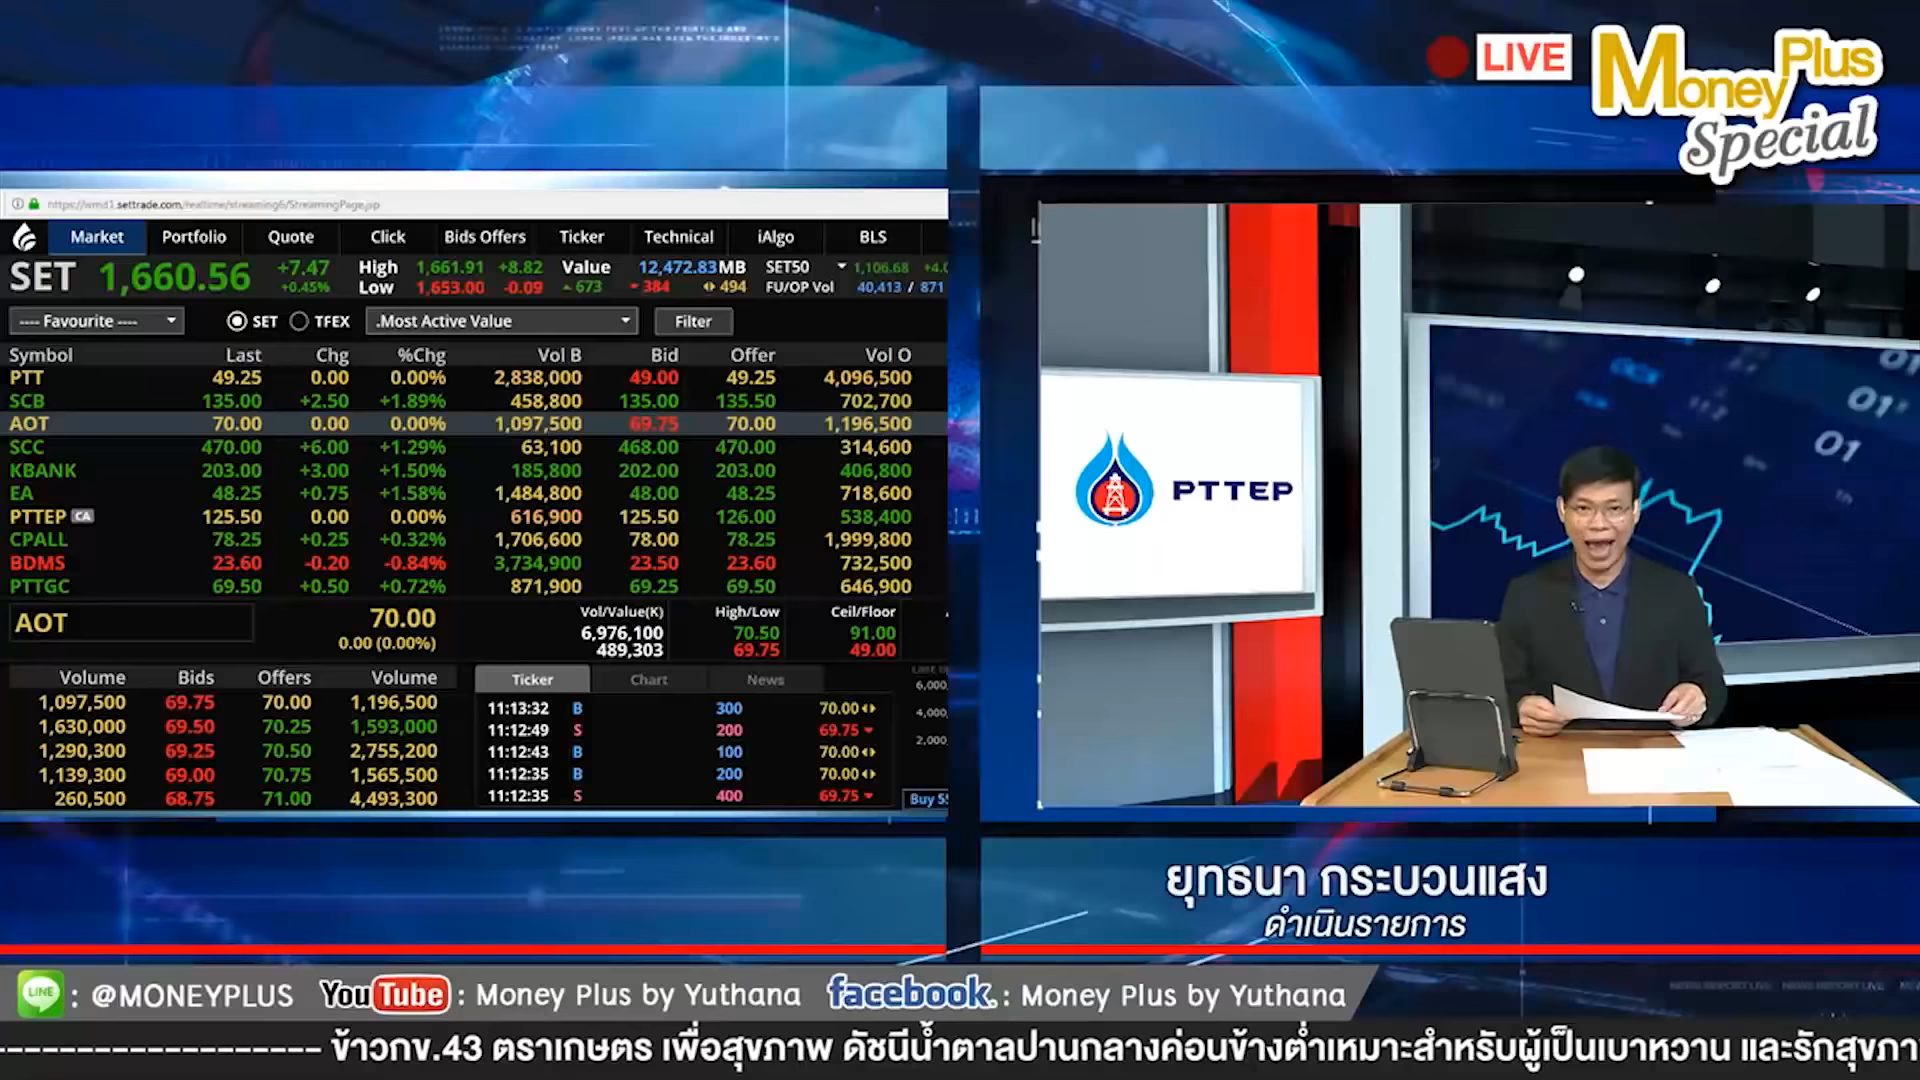 LIVE
Money Plus
Special
https://wmd1.settrade.com/realtime/streaming6/StreamingPage.jsp
Market Portfolio Quote Click Bids Offers Ticker Technical iAlgo BLS
SET 1,660.56 +7.47 +0.45% High 1,661.91 +8.82 Value 12,472.83MB SET50 1,106.68
Low 1,653.00 -0.09 673 384 494 FU/OP Vol 40,413 / 871
---- Favourite ---- SET TFEX .Most Active Value Filter
Symbol Last Chg %Chg Vol B Bid Offer Vol O
PTT 49.25 0.00 0.00% 2,838,000 49.00 49.25 4,096,500
SCB 135.00 +2.50 +1.89% 458,800 135.00 135.50 702,700
AOT 70.00 0.00 0.00% 1,097,500 69.75 70.00 1,196,500
SCC 470.00 +6.00 +1.29% 63,100 468.00 470.00 314,600
KBANK 203.00 +3.00 +1.50% 185,800 202.00 203.00 406,800
EA 48.25 +0.75 +1.58% 1,484,800 48.00 48.25 718,600
PTTEP CA 125.50 0.00 0.00% 616,900 125.50 126.00 538,400
CPALL 78.25 +0.25 +0.32% 1,706,600 78.00 78.25 1,999,800
BDMS 23.60 -0.20 -0.84% 3,734,900 23.50 23.60 732,500
PTTGC 69.50 +0.50 +0.72% 871,900 69.25 69.50 646,900
AOT 70.00 0.00 (0.00%)
Vol/Value(K) High/Low Ceil/Floor
6,976,100 70.50 91.00
489,303 69.75 49.00
Volume Bids Offers Volume
1,097,500 69.75 70.00 1,196,500
1,630,000 69.50 70.25 1,593,000
1,290,300 69.25 70.50 2,755,200
1,139,300 69.00 70.75 1,565,500
260,500 68.75 71.00 4,493,300
Ticker Chart News
11:13:32 B 300 70.00
11:12:49 S 200 69.75
11:12:43 B 100 70.00
11:12:35 B 200 70.00
11:12:35 S 400 69.75
6,000
4,000
2,000
Buy
PTTEP
ยุทธนา กระบวนแสง
ดำเนินรายการ
LINE : @MONEYPLUS YouTube : Money Plus by Yuthana facebook. : Money Plus by Yuthana
------------------- ข้าวกข.43 ตราเกษตร เพื่อสุขภาพ ดัชนีน้ำตาลปานกลางค่อนข้างต่ำเหมาะสำหรับผู้เป็นเบาหวาน และรักสุขภา